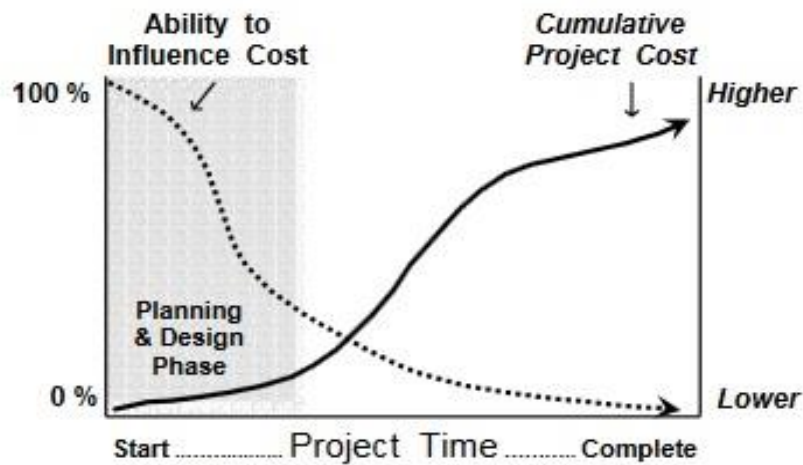 Ability to
Influence Cost
Cumulative
Project Cost
100 %
Higher
Planning
& Design
Phase
0 %
Lower
Start ................ Project Time .......... Complete